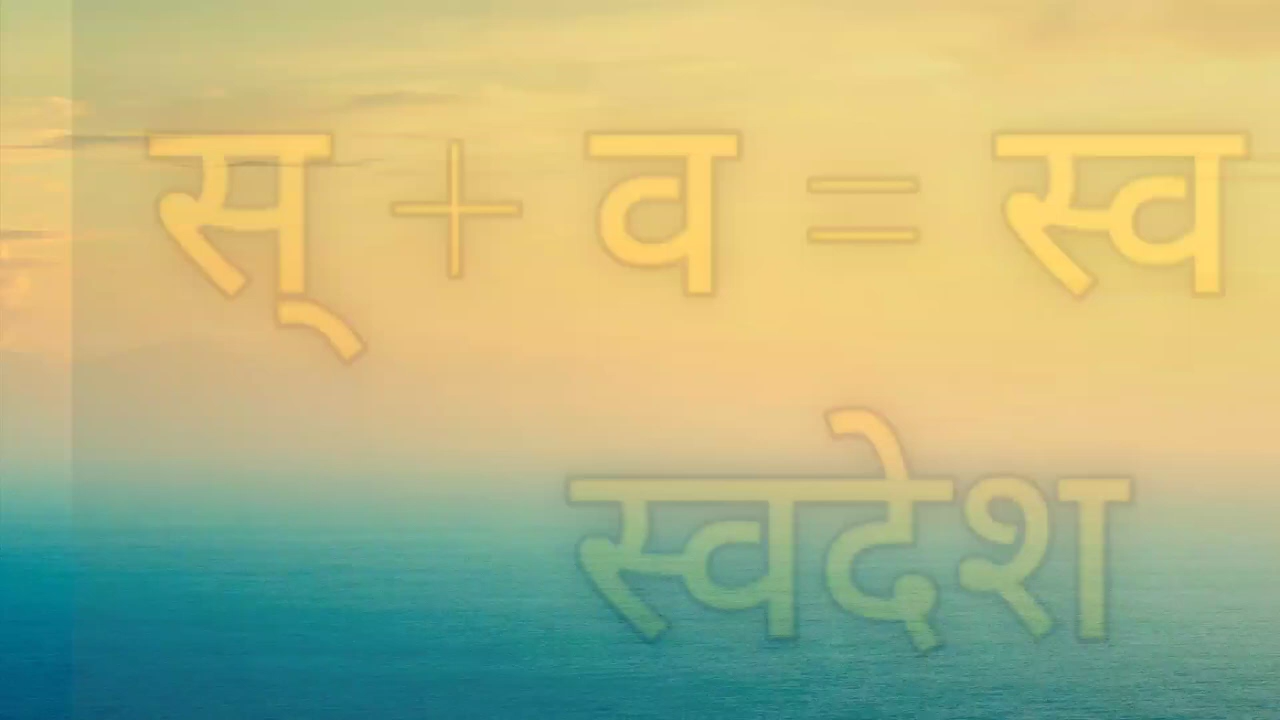 स् + व = स्व
स्वदेश